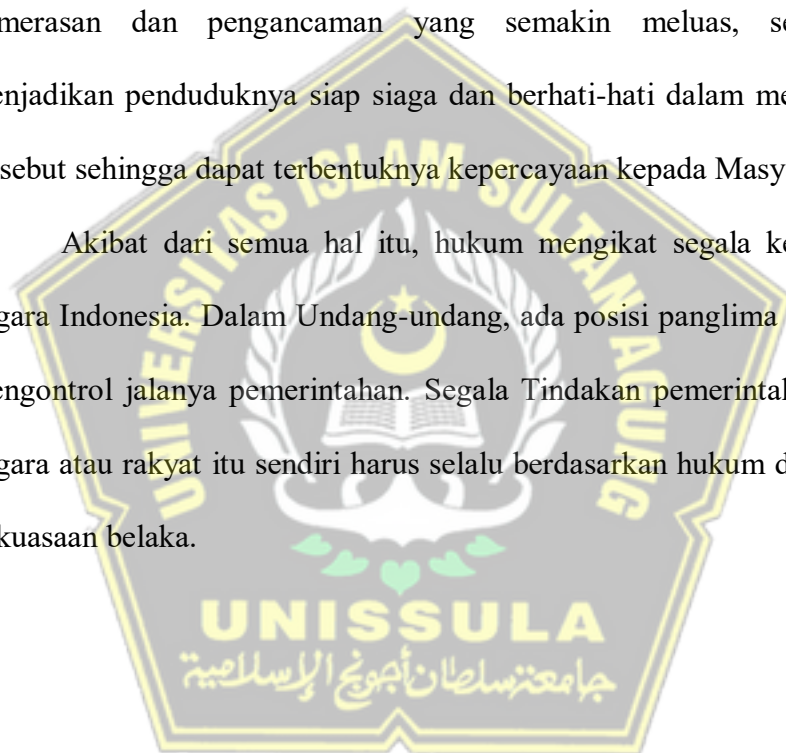 merasan dan pengancaman yang semakin meluas, se
enjadikan penduduknya siap siaga dan berhati-hati dalam me
sebut sehingga dapat terbentuknya kepercayaan kepada Masy
Akibat dari semua hal itu, hukum mengikat segala ke
gara Indonesia. Dalam Undang-undang, ada posisi panglima
engontrol jalanya pemerintahan. Segala Tindakan pemerintal
gara atau rakyat itu sendiri harus selalu berdasarkan hukum d
kuasaan belaka.
UNIVERSITAS ISLAM SULTAN AGUNG
UNISSULA
جامعة سلطان أجونج الإسلامية